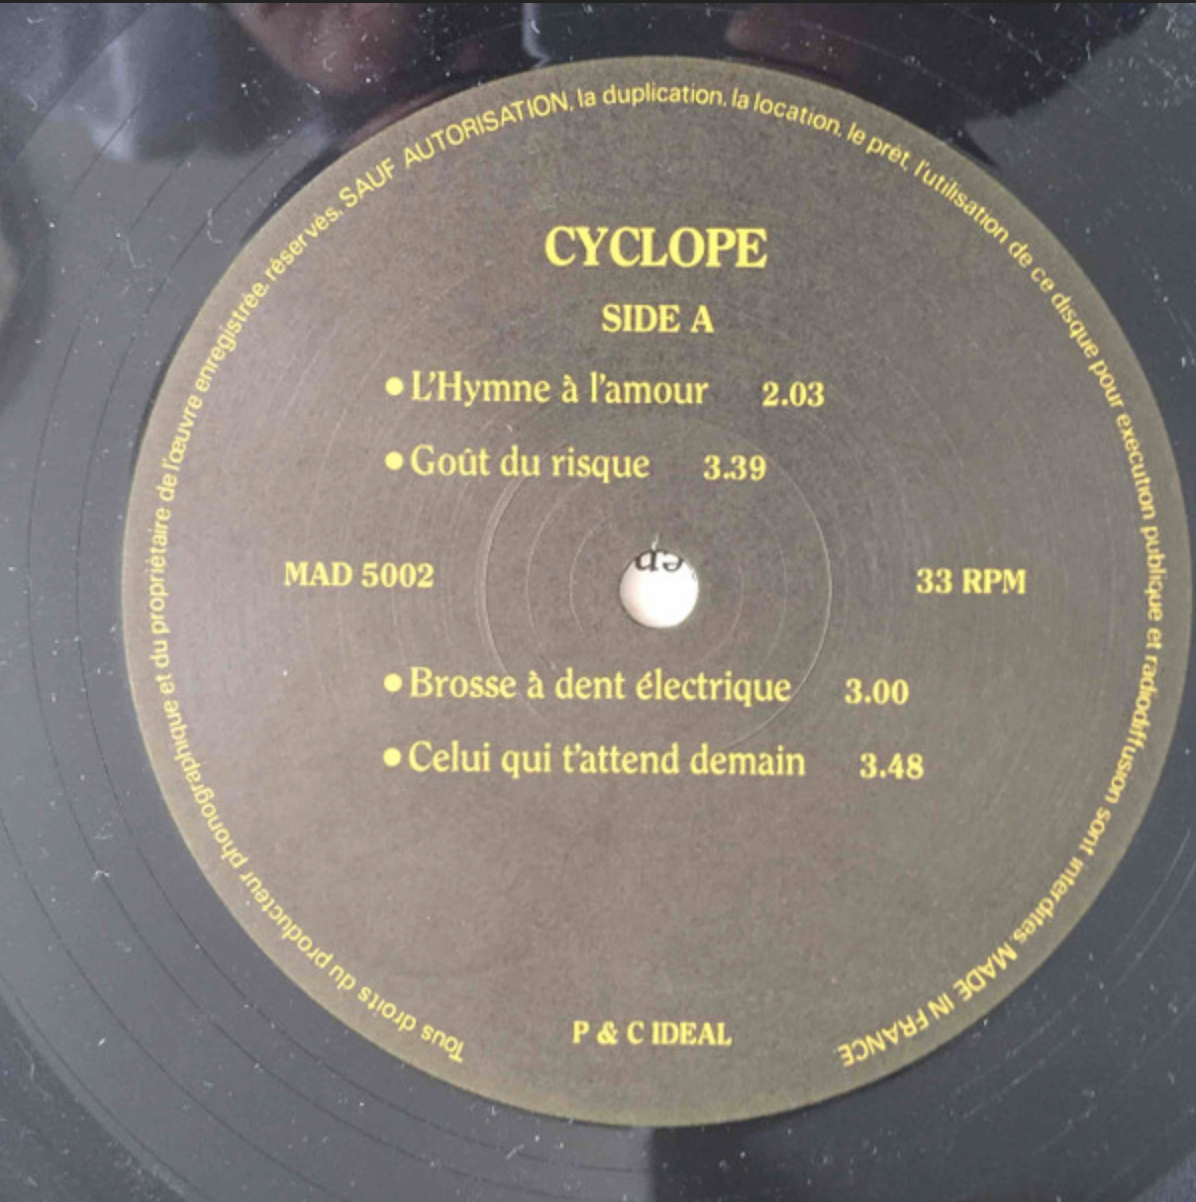 CYCLOPE
SIDE A
•L'Hymne à l'amour 2.03
•Goût du risque 3.39
MAD 5002
33 RPM
•Brosse à dent électrique 3.00
•Celui qui t'attend demain 3.48
P & C IDEAL
Tous droits du producteur phonographique et du propriétaire de l'œuvre enregistrée, réservés. SAUF AUTORISATION, la duplication, la location, le prêt, l'utilisation de ce disque pour execution publique et radiodiffusion sont interdites. MADE IN FRANCE